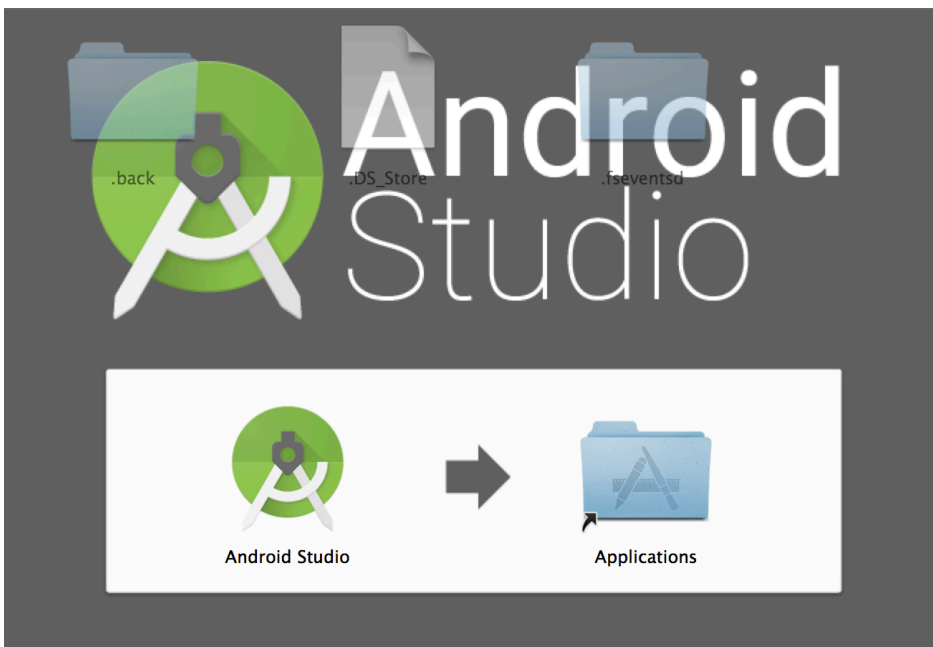 Android
Studio
.back
.DS_Store
.fseventsd
Android Studio
Applications